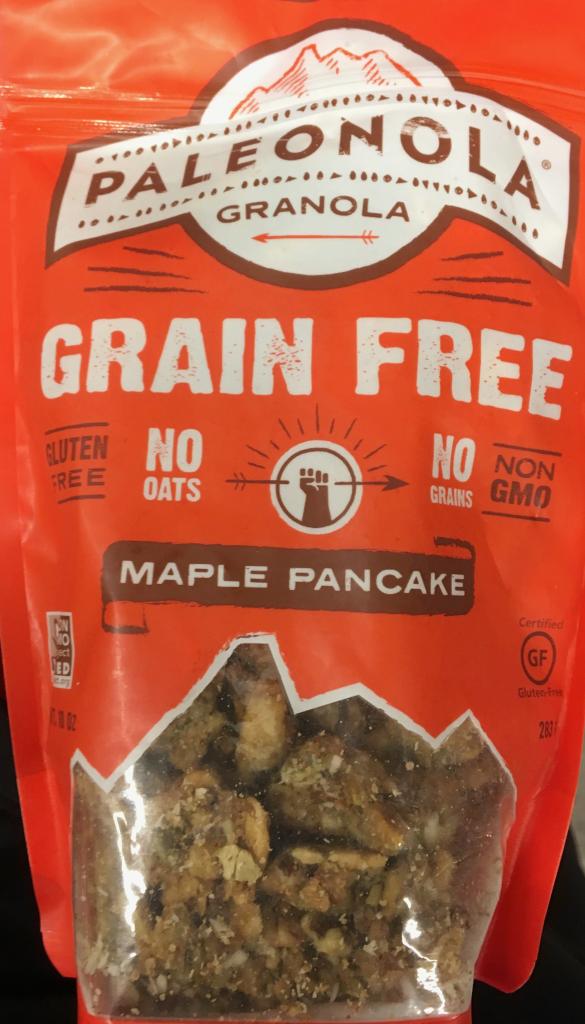 PALEONOLA®
GRANOLA
GRAIN FREE
GLUTEN
FREE
NO
OATS
NO
GRAINS
NON
GMO
MAPLE PANCAKE
Certified
GF
Gluten-Free
10 OZ
283